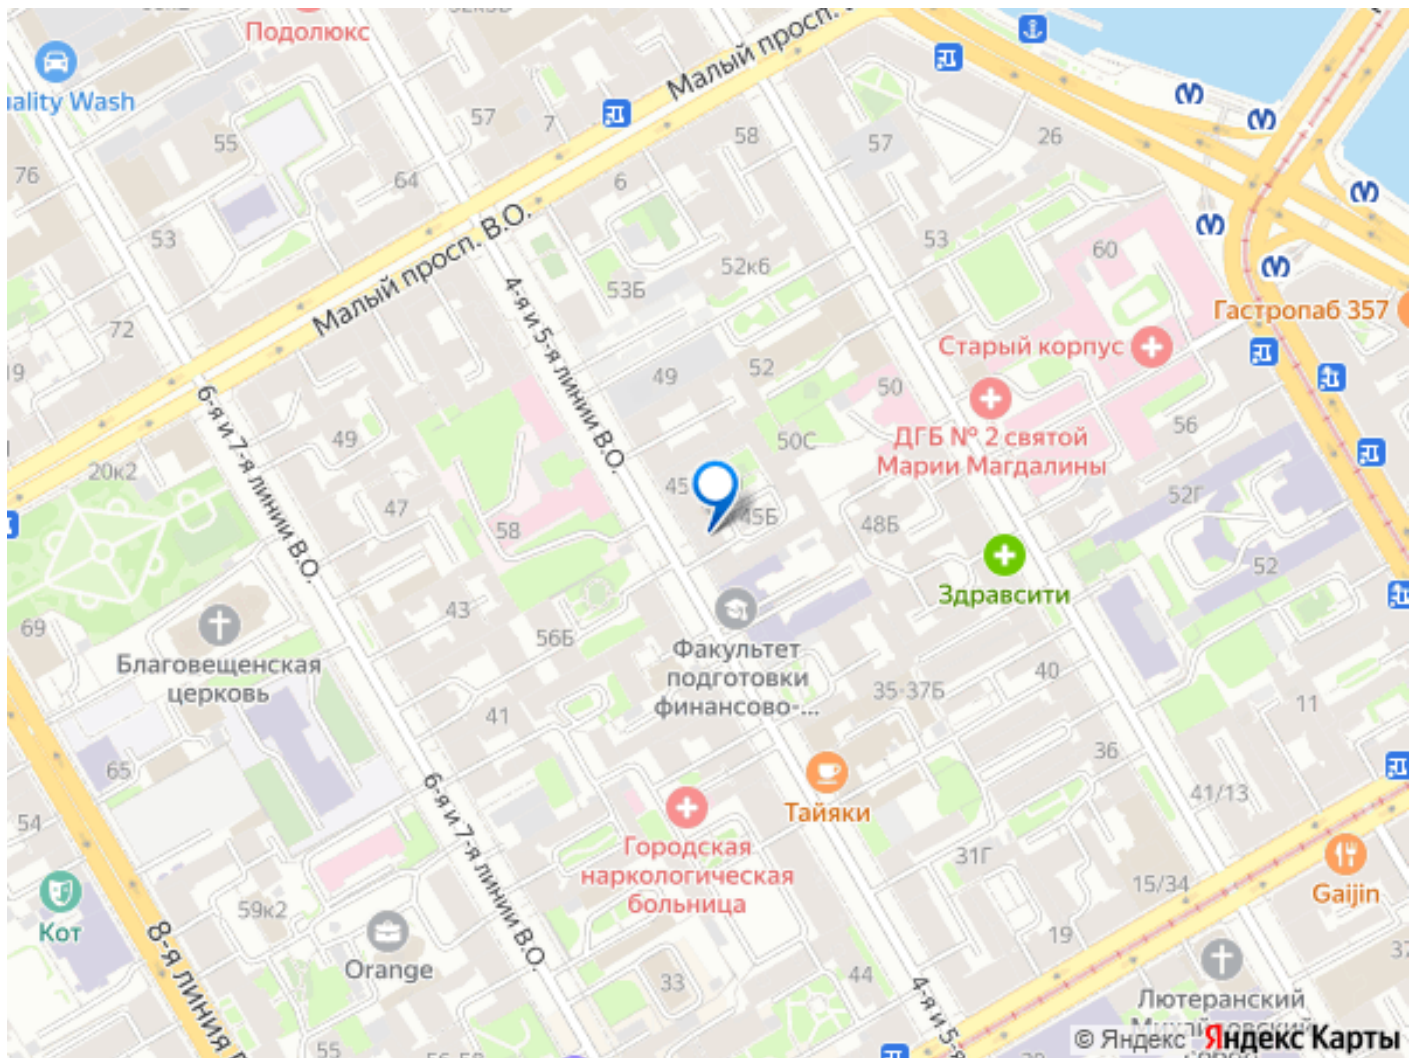 Подолюкс
52к3Б
Малый просп.
uality Wash
57
7
55
58
57
26
76
64
6
53
Малый просп. В.О.
52к6
53
60
53Б
4-я и 5-я линии В.О.
Гастропаб 357
72
Старый корпус
19
49
52
50
6-я и 7-я линии В.О.
49
50С
ДГБ № 2 святой
Марии Магдалины
56
20к2
45
52Г
47
45Б
48Б
58
52
Здравсити
43
69
56Б
Благовещенская
церковь
Факультет
подготовки
финансово-...
40
35-37Б
41
11
36
65
6-я и 7-я линии В.О.
41/13
54
Тайяки
Городская
наркологическая
больница
31Г
15/34
Gaijin
59к2
Кот
8-я линия
19
Orange
33
44
4-я и 5-я
Лютеранский
Михайловский
55
56-58
© Яндекс Яндекс Карты